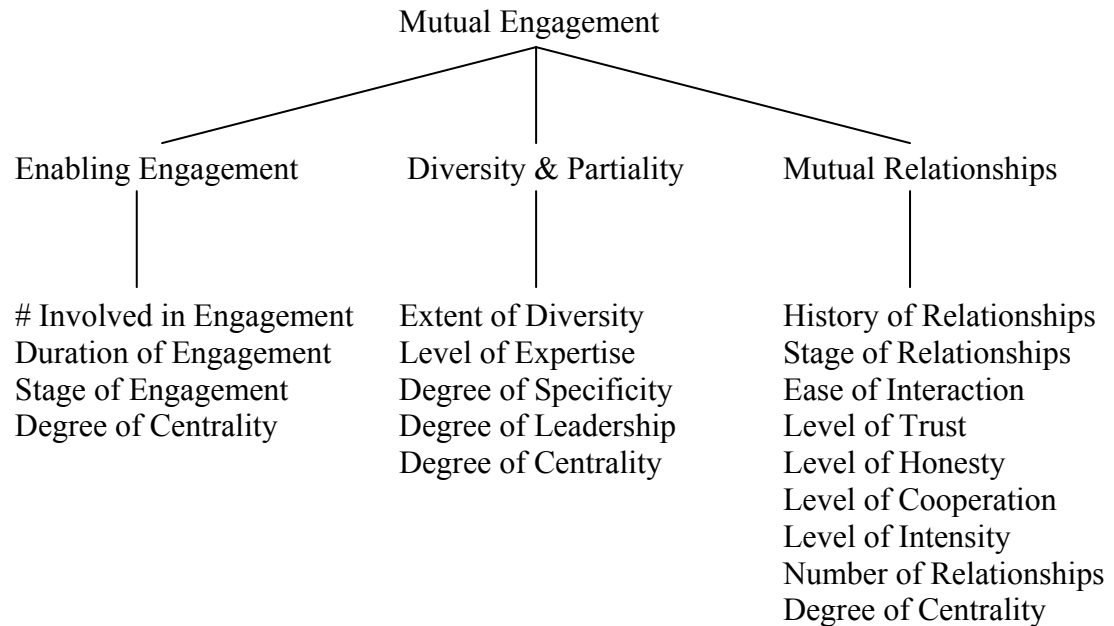 Mutual Engagement
Enabling Engagement
Diversity & Partiality
Mutual Relationships
# Involved in Engagement
Duration of Engagement
Stage of Engagement
Degree of Centrality
Extent of Diversity
Level of Expertise
Degree of Specificity
Degree of Leadership
Degree of Centrality
History of Relationships
Stage of Relationships
Ease of Interaction
Level of Trust
Level of Honesty
Level of Cooperation
Level of Intensity
Number of Relationships
Degree of Centrality